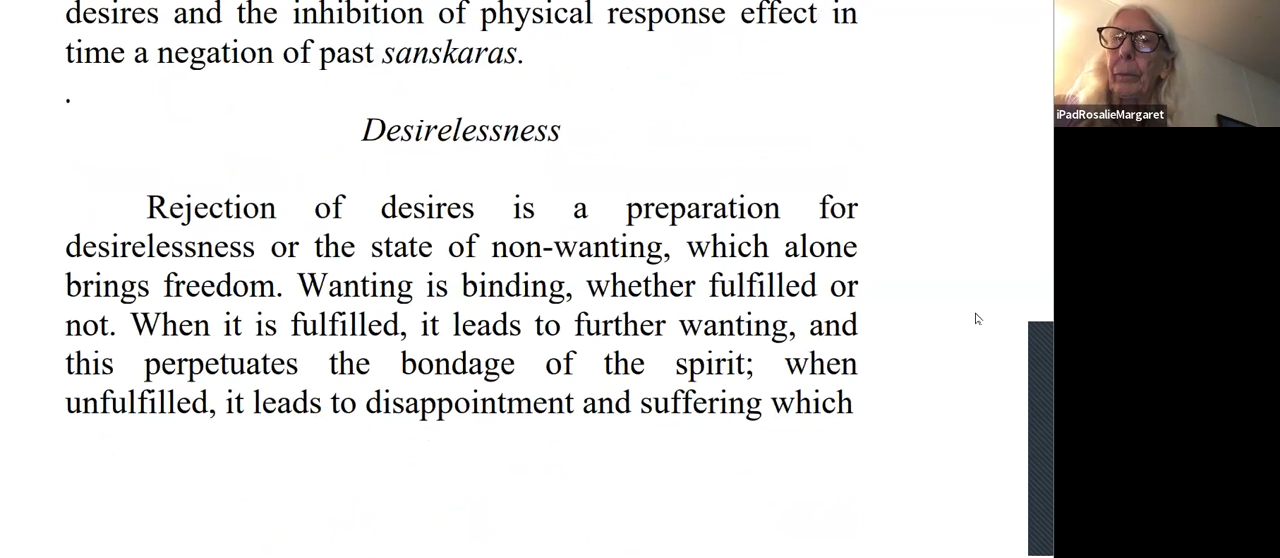 desires and the inhibition of physical response effect in
time a negation of past sanskaras.
.
Desirelessness
Rejection of desires is a preparation for
desirelessness or the state of non-wanting, which alone
brings freedom. Wanting is binding, whether fulfilled or
not. When it is fulfilled, it leads to further wanting, and
this perpetuates the bondage of the spirit; when
unfulfilled, it leads to disappointment and suffering which
iPadRosalieMargaret